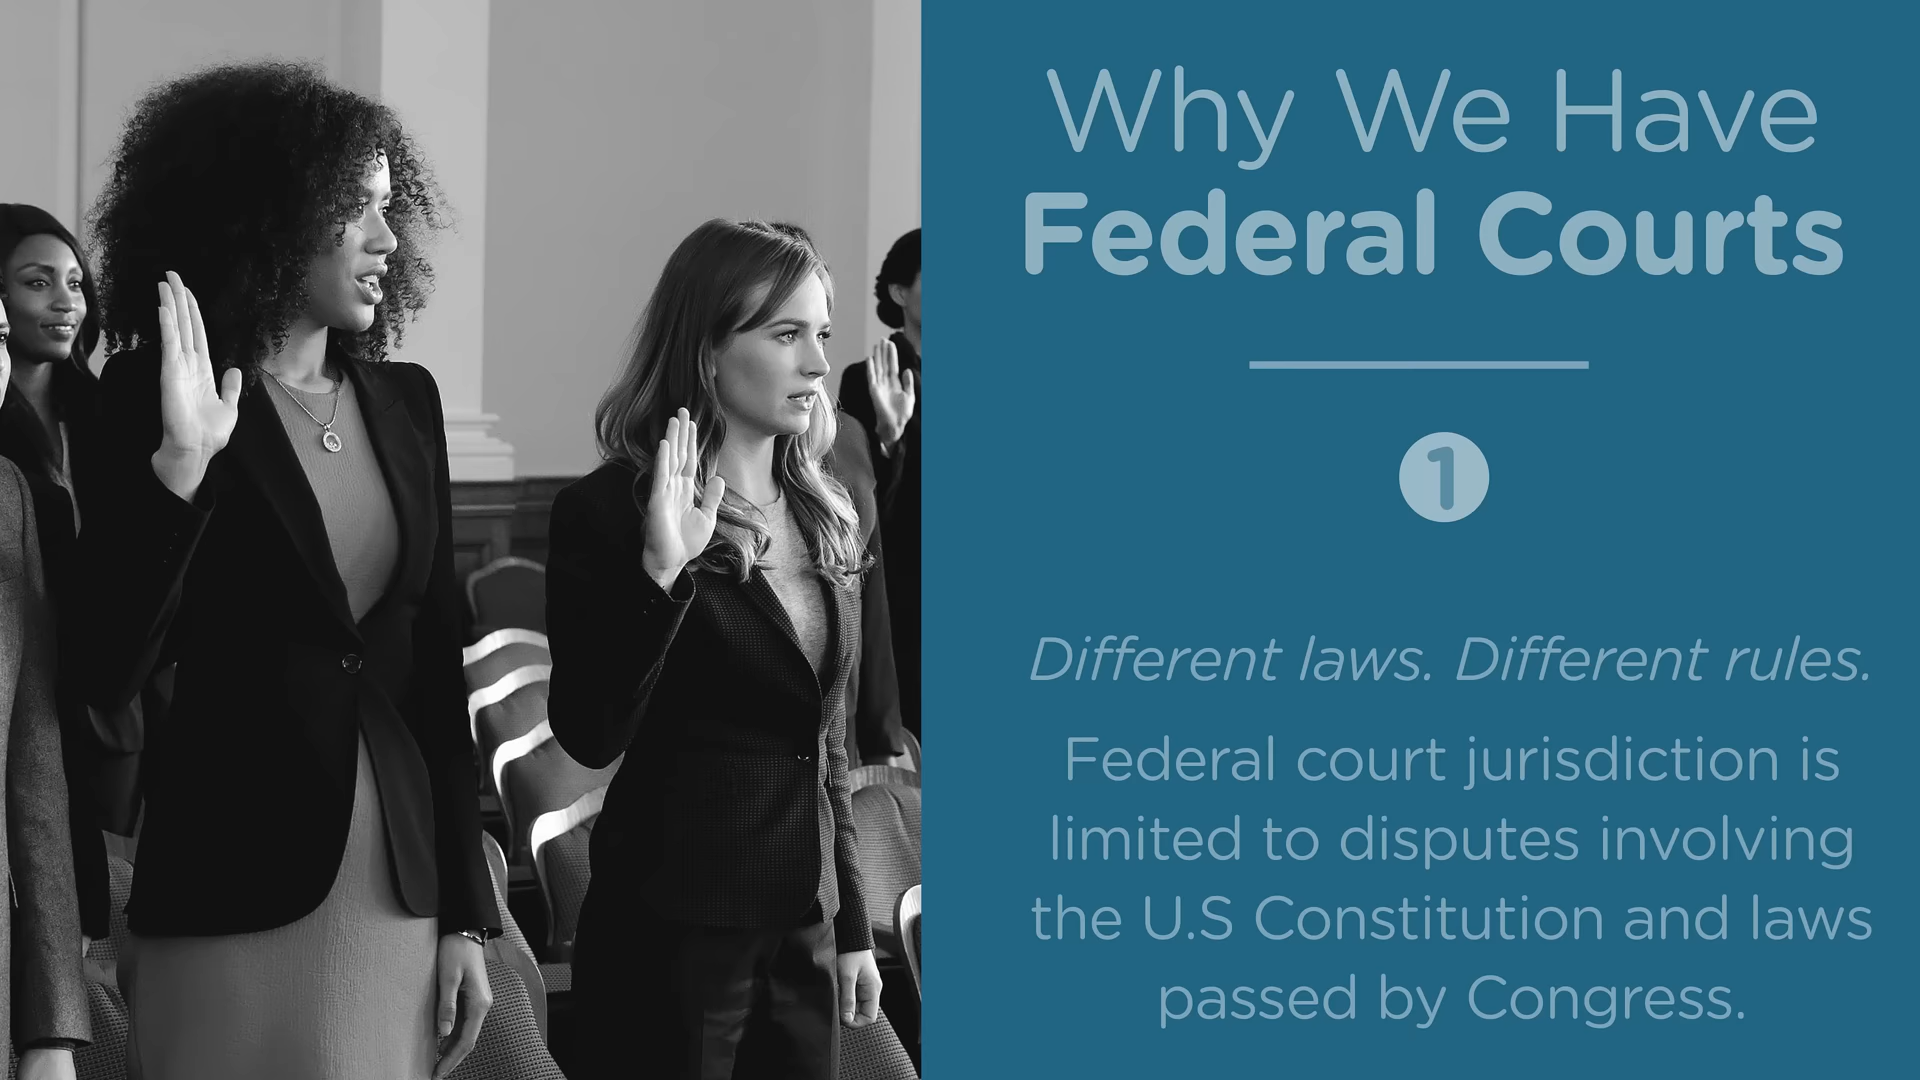 Why We Have
Federal Courts
1
Different laws. Different rules.
Federal court jurisdiction is
limited to disputes involving
the U.S Constitution and laws
passed by Congress.